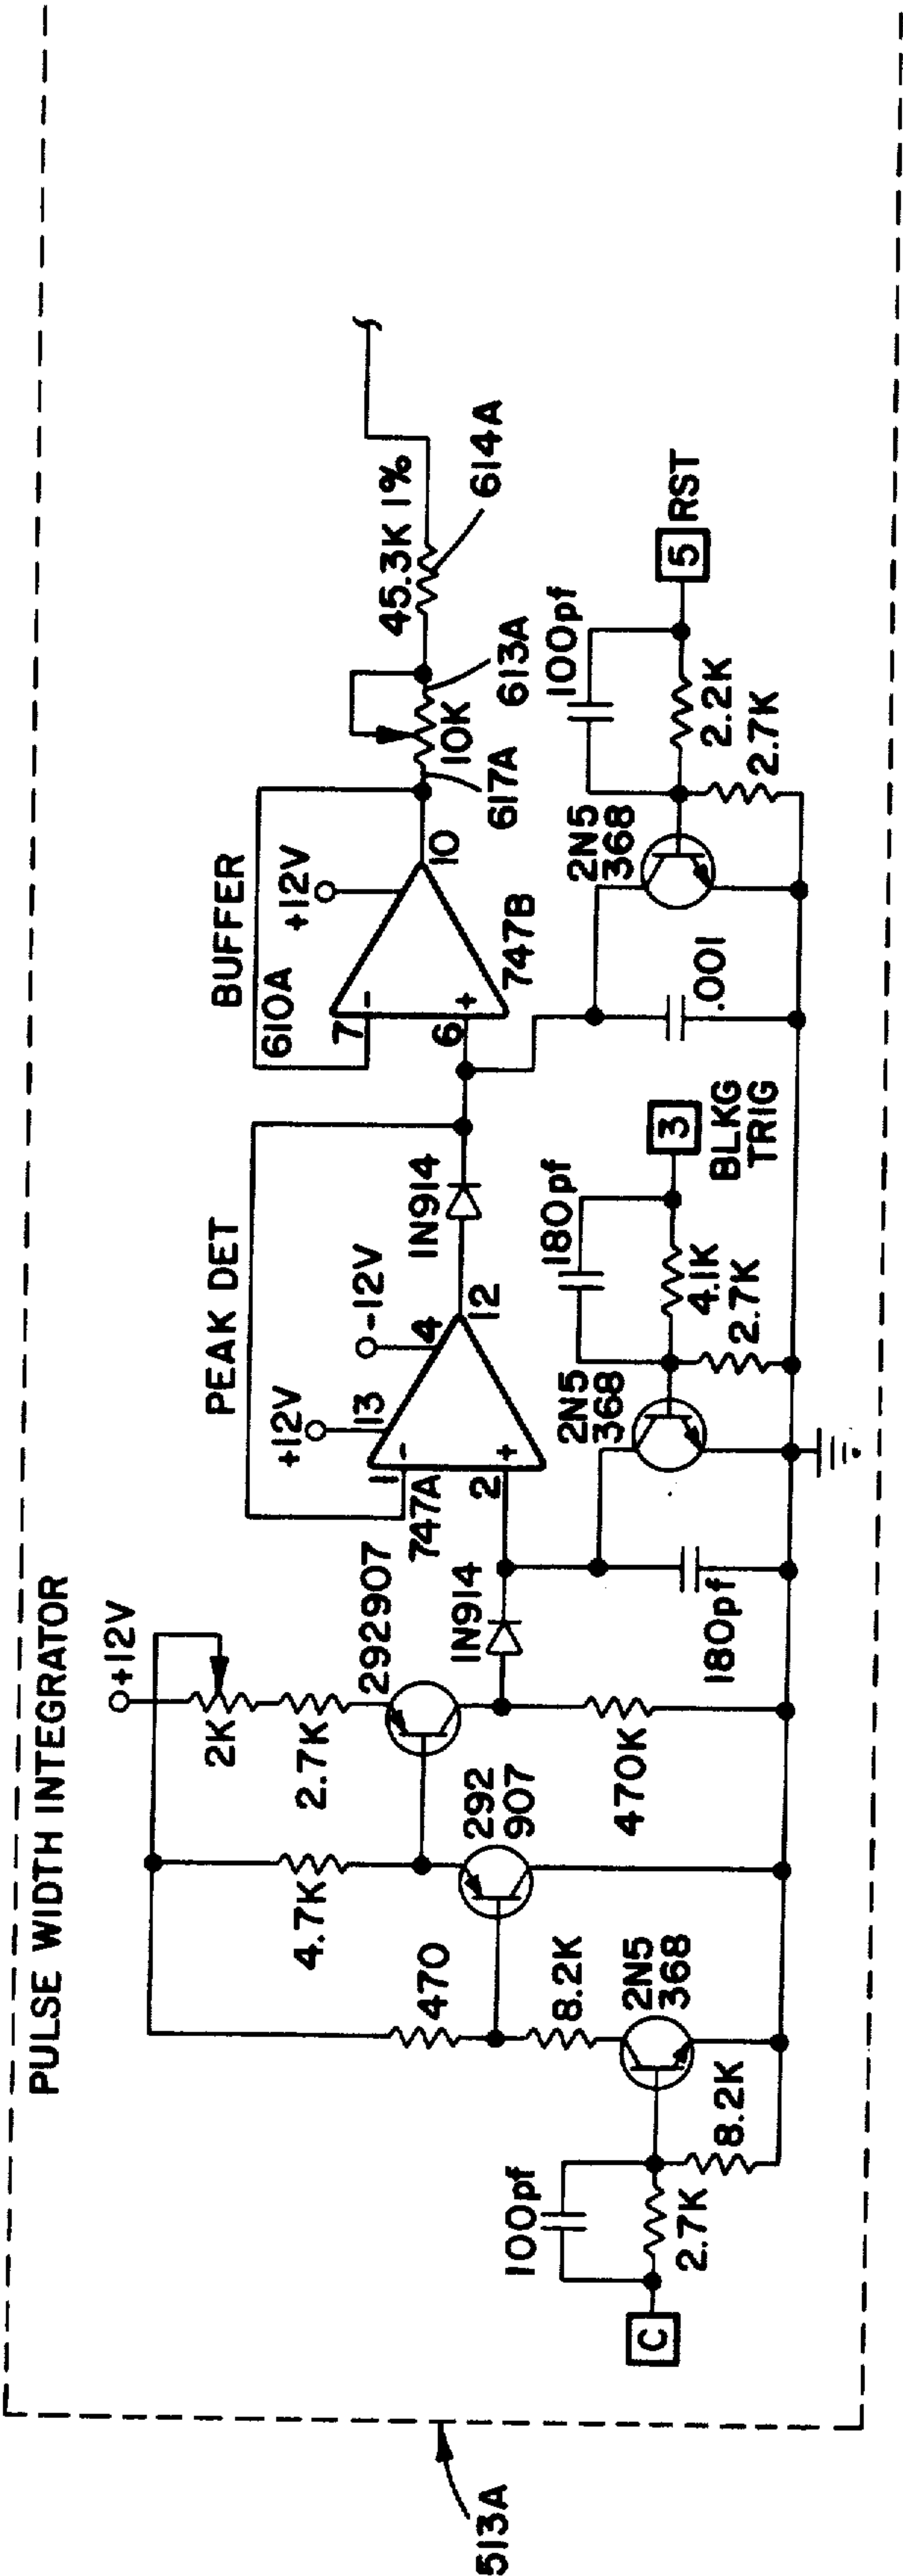 PULSE WIDTH INTEGRATOR
513A
C
100pf
2.7K
8.2K
2N5
368
8.2K
470
4.7K
292
907
+12V
2K
2.7K
292907
470K
1N914
180pf
PEAK DET
+12V
13
-12V
4
1
747A
2
12
1N914
2N5
368
180pf
4.1K
2.7K
3
BLKG
TRIG
BUFFER
610A
+12V
7
-
6
+
10
747B
617A
10K
613A
45.3K 1%
614A
.001
2N5
368
100pf
2.2K
2.7K
5
RST